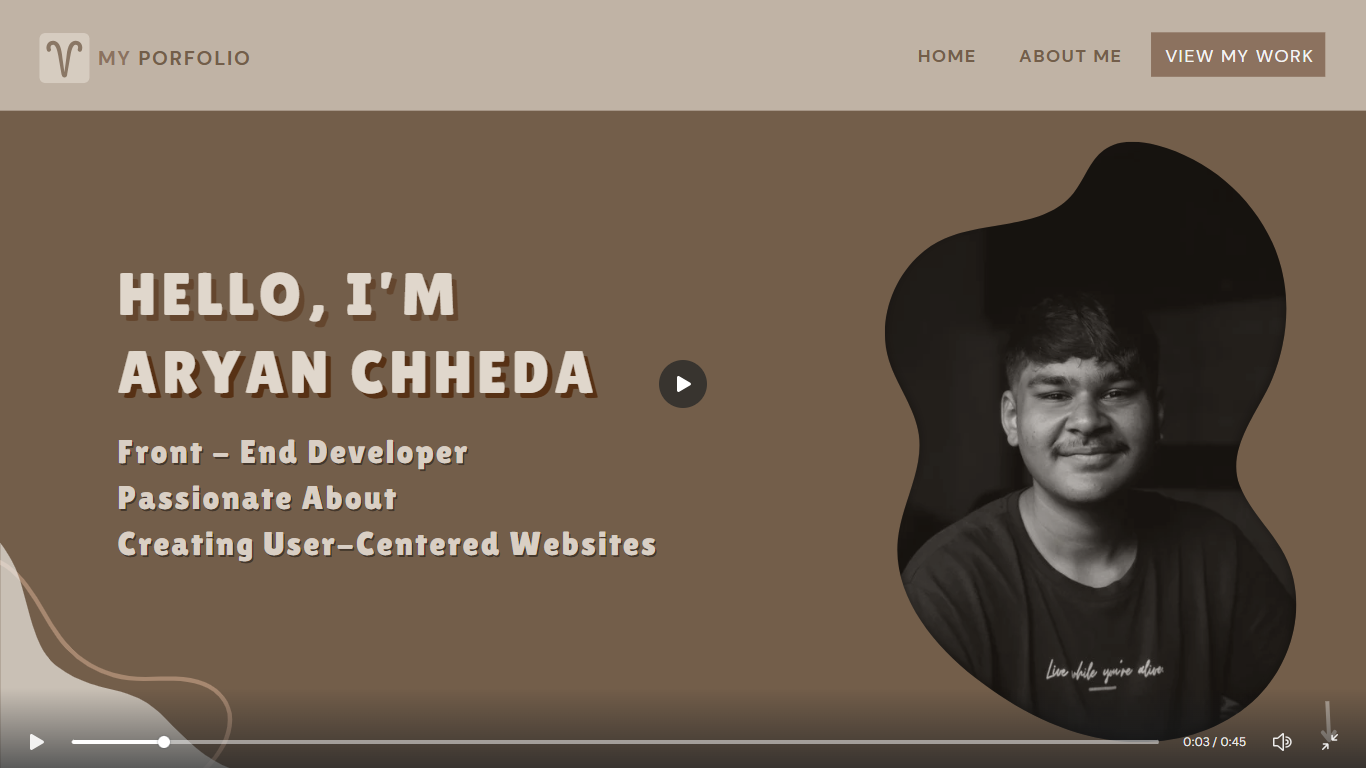 MY PORFOLIO
HOME ABOUT ME VIEW MY WORK
HELLO, I'M
ARYAN CHHEDA
Front - End Developer
Passionate About
Creating User-Centered Websites
Live while you're alive.
0:03 / 0:45